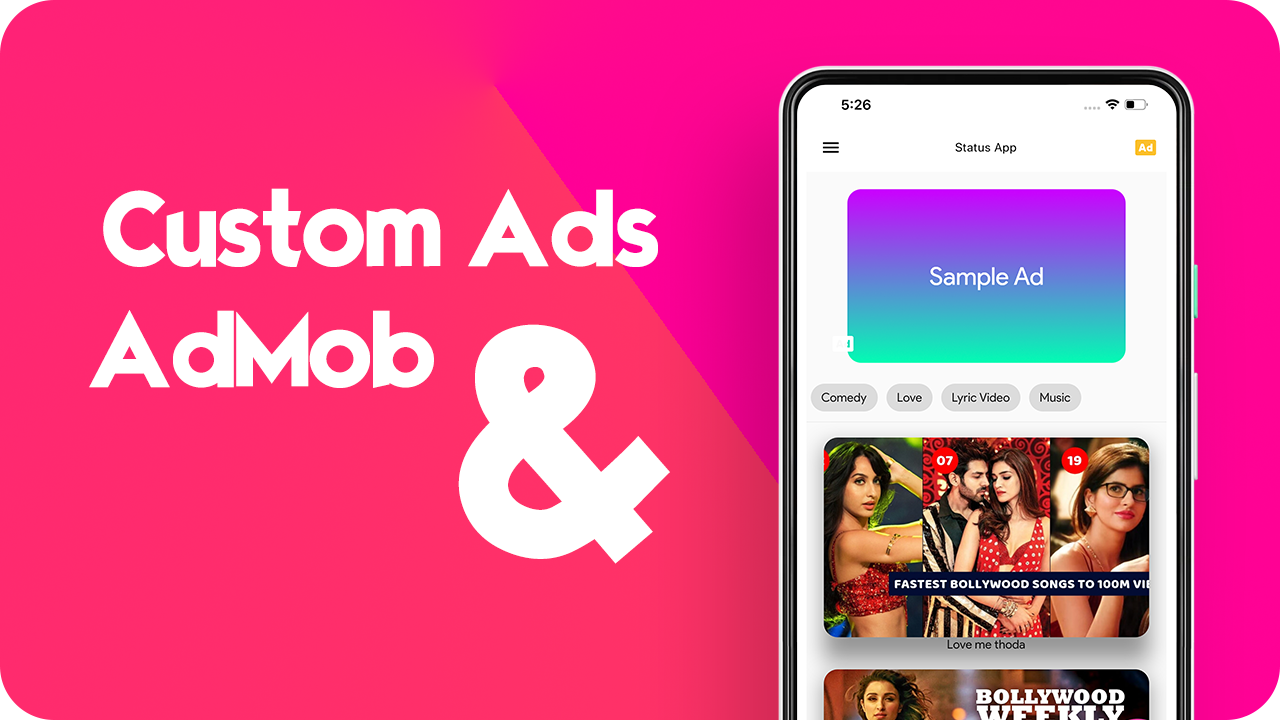 Custom Ads
AdMob
&
5:26
Status App
Ad
Sample Ad
Comedy
Love
Lyric Video
Music
07
19
FASTEST BOLLYWOOD SONGS TO 100M
Love me thoda
BOLLYWOOD
WEEKLY